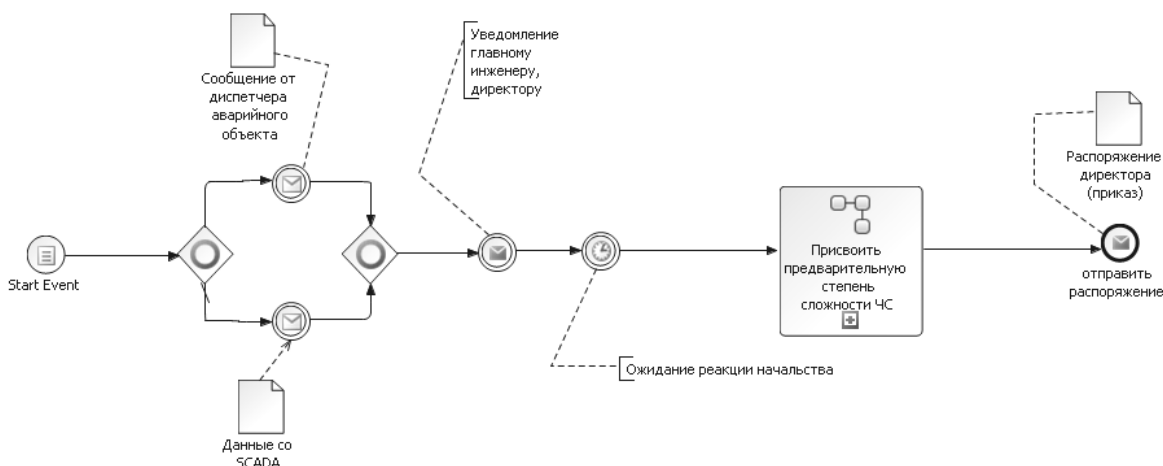 Сообщение от
диспетчера
аварийного
объекта
Уведомление
главному
инженеру,
директору
Распоряжение
директора
(приказ)
Start Event
Присвоить
предварительную
степень
сложности ЧС
отправить
распоряжение
Ожидание реакции начальства
Данные со
SCADA